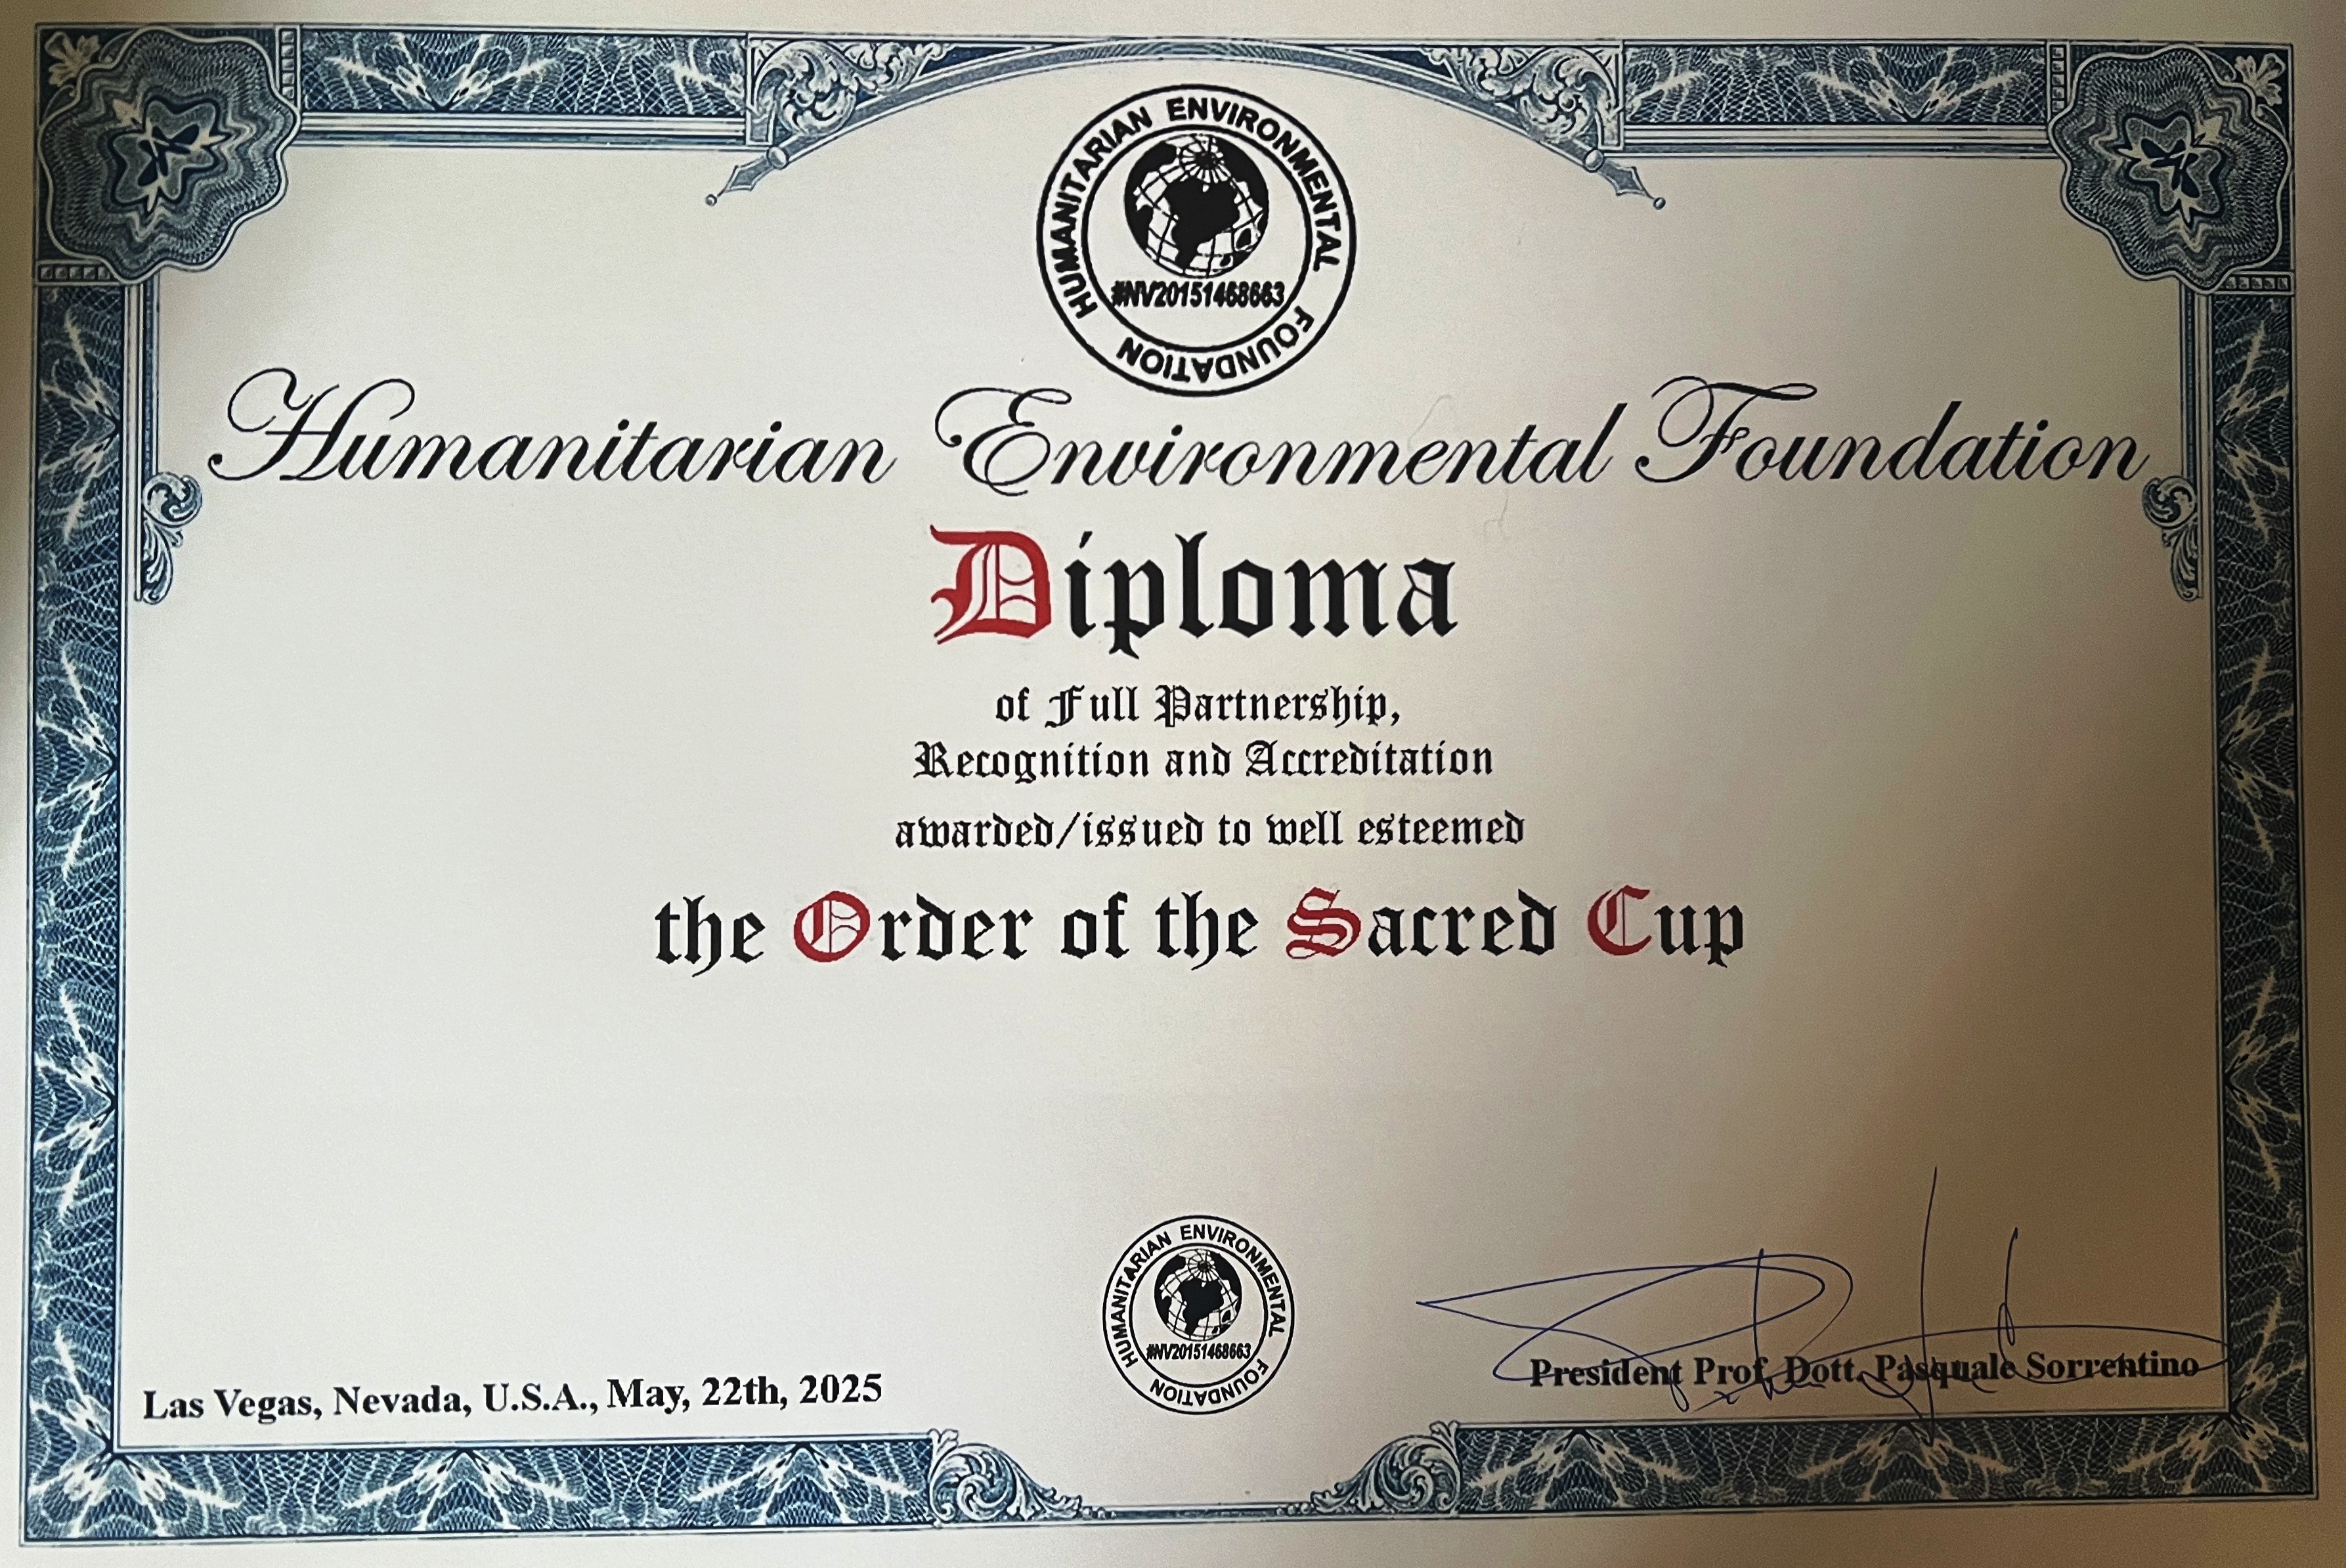 HUMANITARIAN ENVIRONMENTAL FOUNDATION
#NV20151468663
Humanitarian Environmental Foundation
Diploma
of Full Partnership,
Recognition and Accreditation
awarded/issued to well esteemed
the Order of the Sacred Cup
HUMANITARIAN ENVIRONMENTAL FOUNDATION
#NV20151468663
Las Vegas, Nevada, U.S.A., May, 22th, 2025
President Prof. Dott. Pasquale Sorrentino